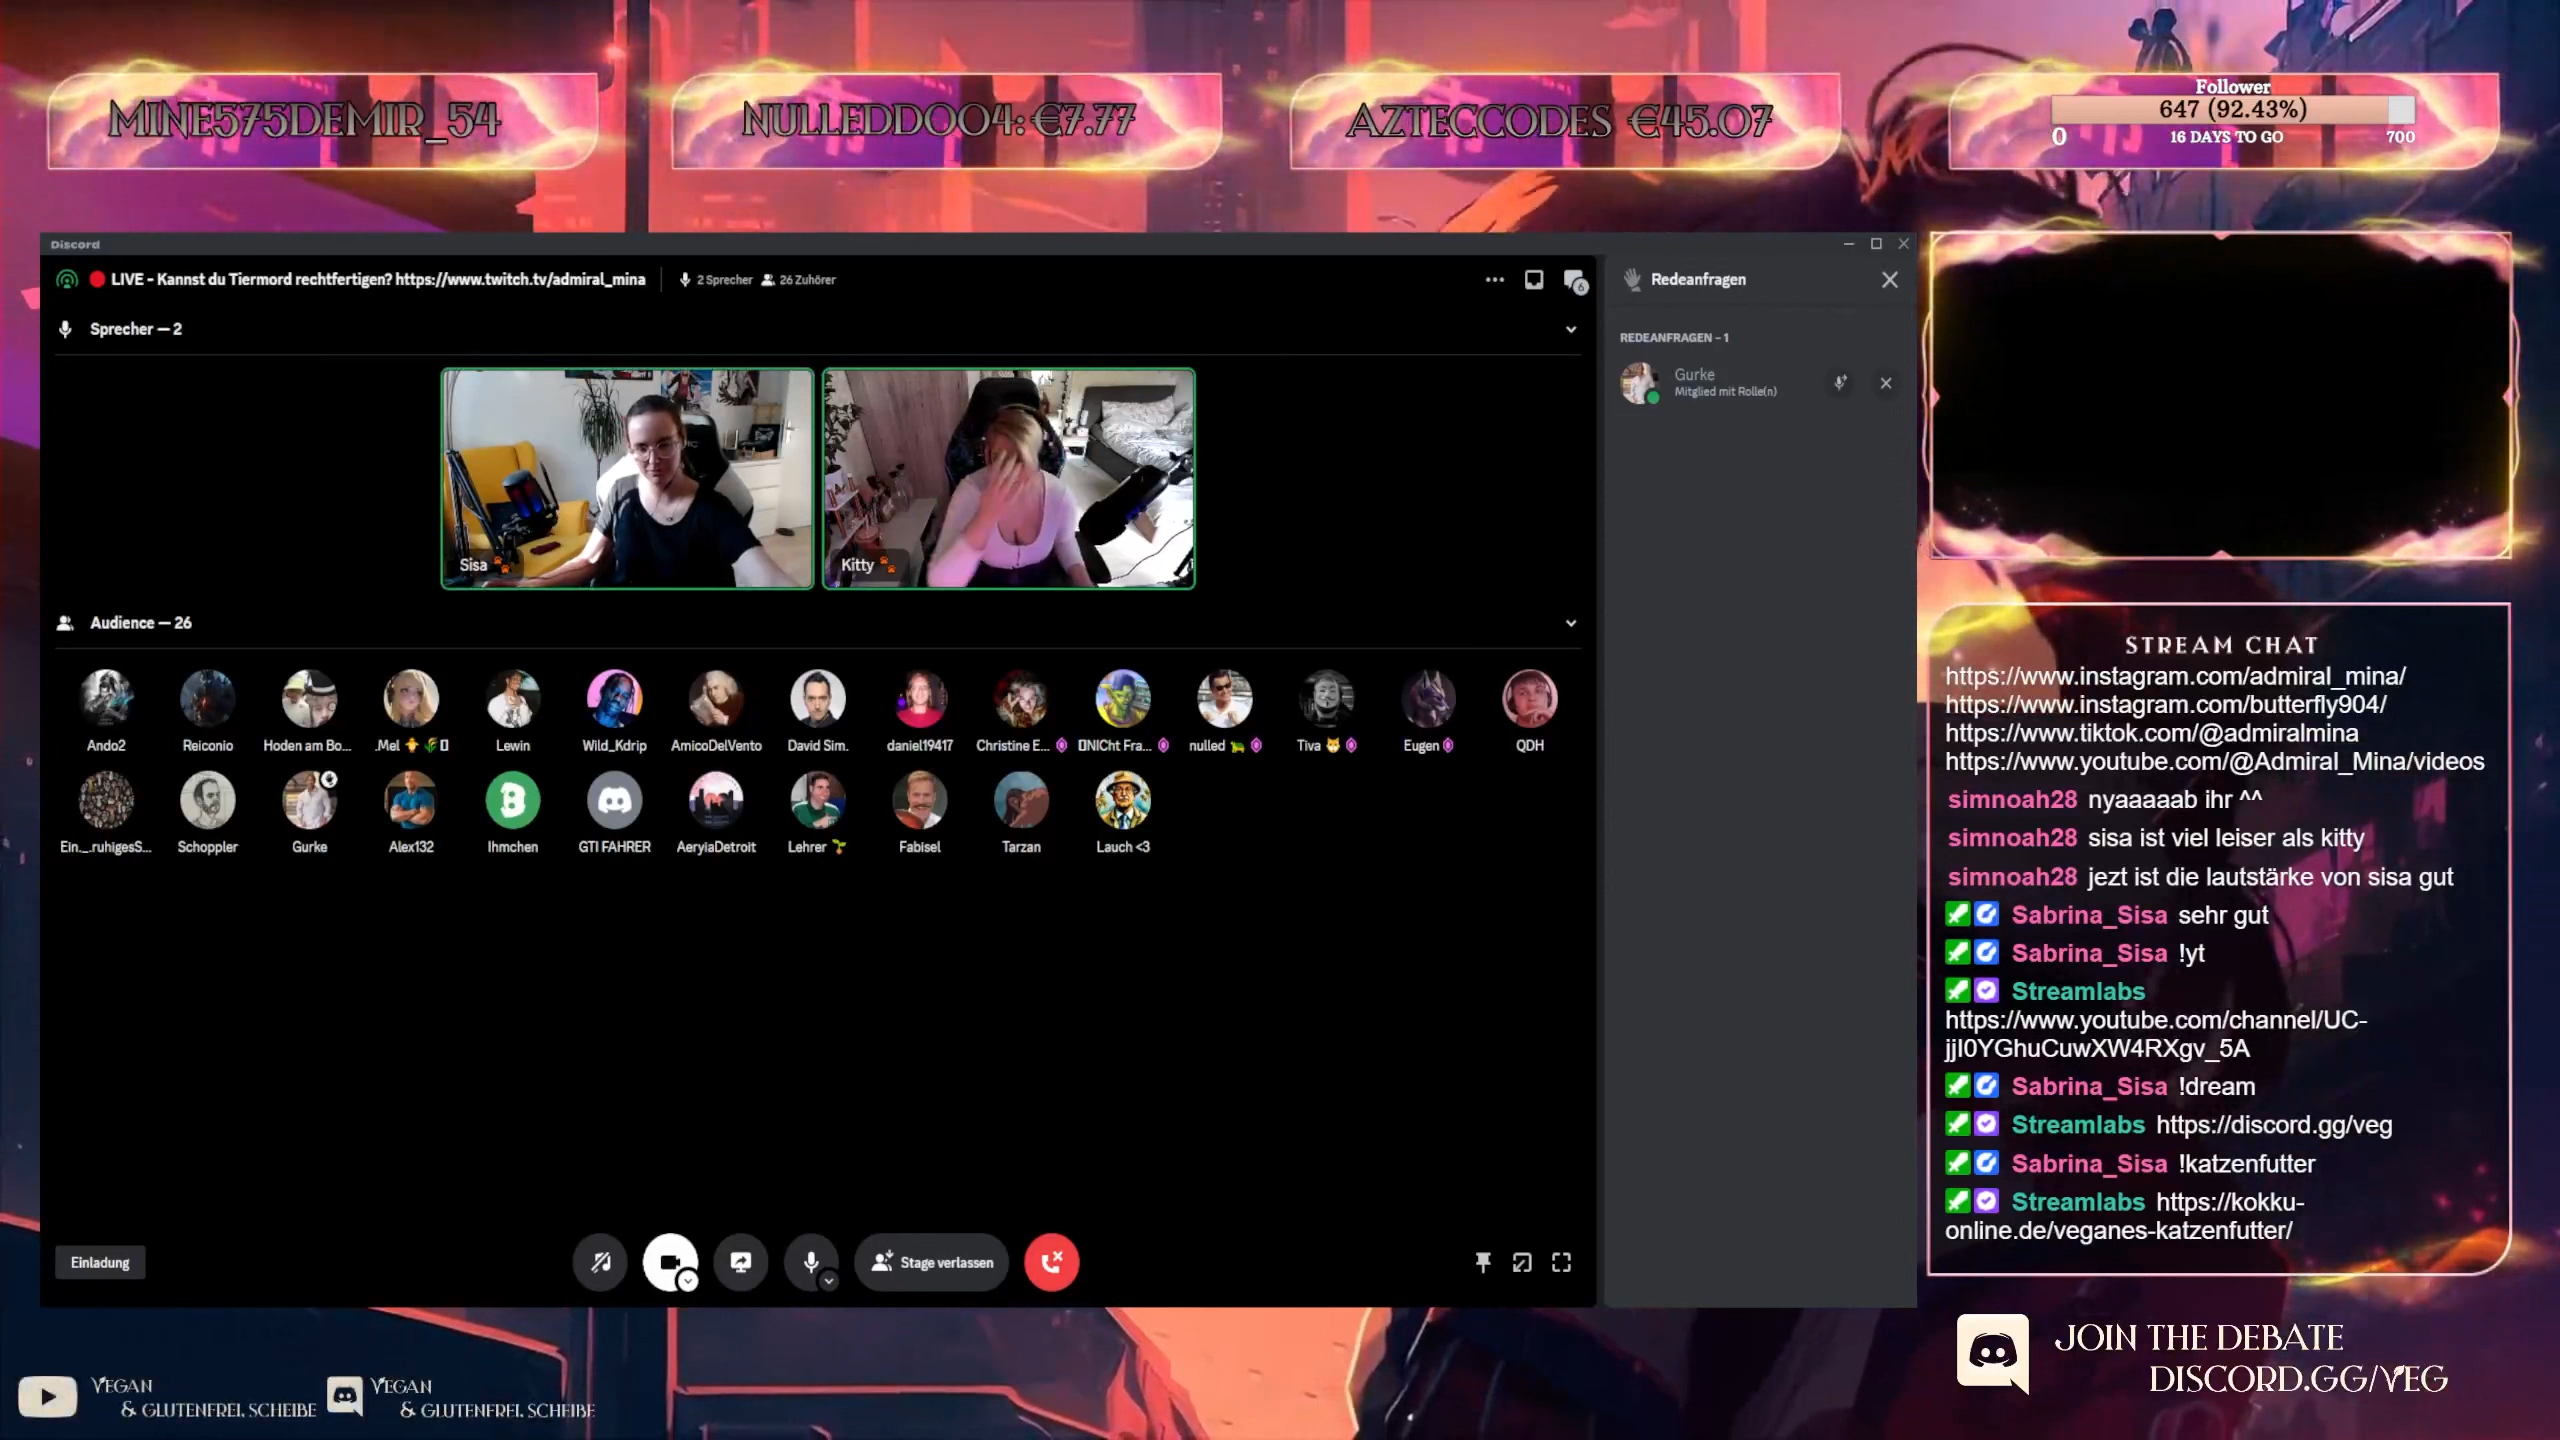 MINE575DEMIR_54
NULLEDDOO4: €7.77
AZTECCODES €45.07
Follower
647 (92.43%)
0
16 DAYS TO GO
700
Discord
LIVE - Kannst du Tiermord rechtfertigen? https://www.twitch.tv/admiral_mina
2 Sprecher
26 Zuhörer
6
Redeanfragen
Sprecher — 2
REDEANFRAGEN – 1
Gurke
Mitglied mit Rolle(n)
Sisa
Kitty
Audience — 26
Ando2
Reiconio
Hoden am Bo...
.Mel
Lewin
Wild_Kdrip
AmicoDelVento
David Sim.
daniel19417
Christine E...
NICht Fra...
nulled
Tiva
Eugen
QDH
Ein._.ruhigesS...
Schoppler
Gurke
Alex132
Ihmchen
GTI FAHRER
AeryiaDetroit
Lehrer
Fabisel
Tarzan
Lauch <3
Einladung
Stage verlassen
STREAM CHAT
https://www.instagram.com/admiral_mina/
https://www.instagram.com/butterfly904/
https://www.tiktok.com/@admiralmina
https://www.youtube.com/@Admiral_Mina/videos
simnoah28 nyaaaaab ihr ^^
simnoah28 sisa ist viel leiser als kitty
simnoah28 jezt ist die lautstärke von sisa gut
Sabrina_Sisa sehr gut
Sabrina_Sisa !yt
Streamlabs
https://www.youtube.com/channel/UC-
jjI0YGhuCuwXW4RXgv_5A
Sabrina_Sisa !dream
Streamlabs https://discord.gg/veg
Sabrina_Sisa !katzenfutter
Streamlabs https://kokku-
online.de/veganes-katzenfutter/
VEGAN
& GLUTENFREI, SCHEIBE
VEGAN
& GLUTENFREI, SCHEIBE
JOIN THE DEBATE
DISCORD.GG/VEG